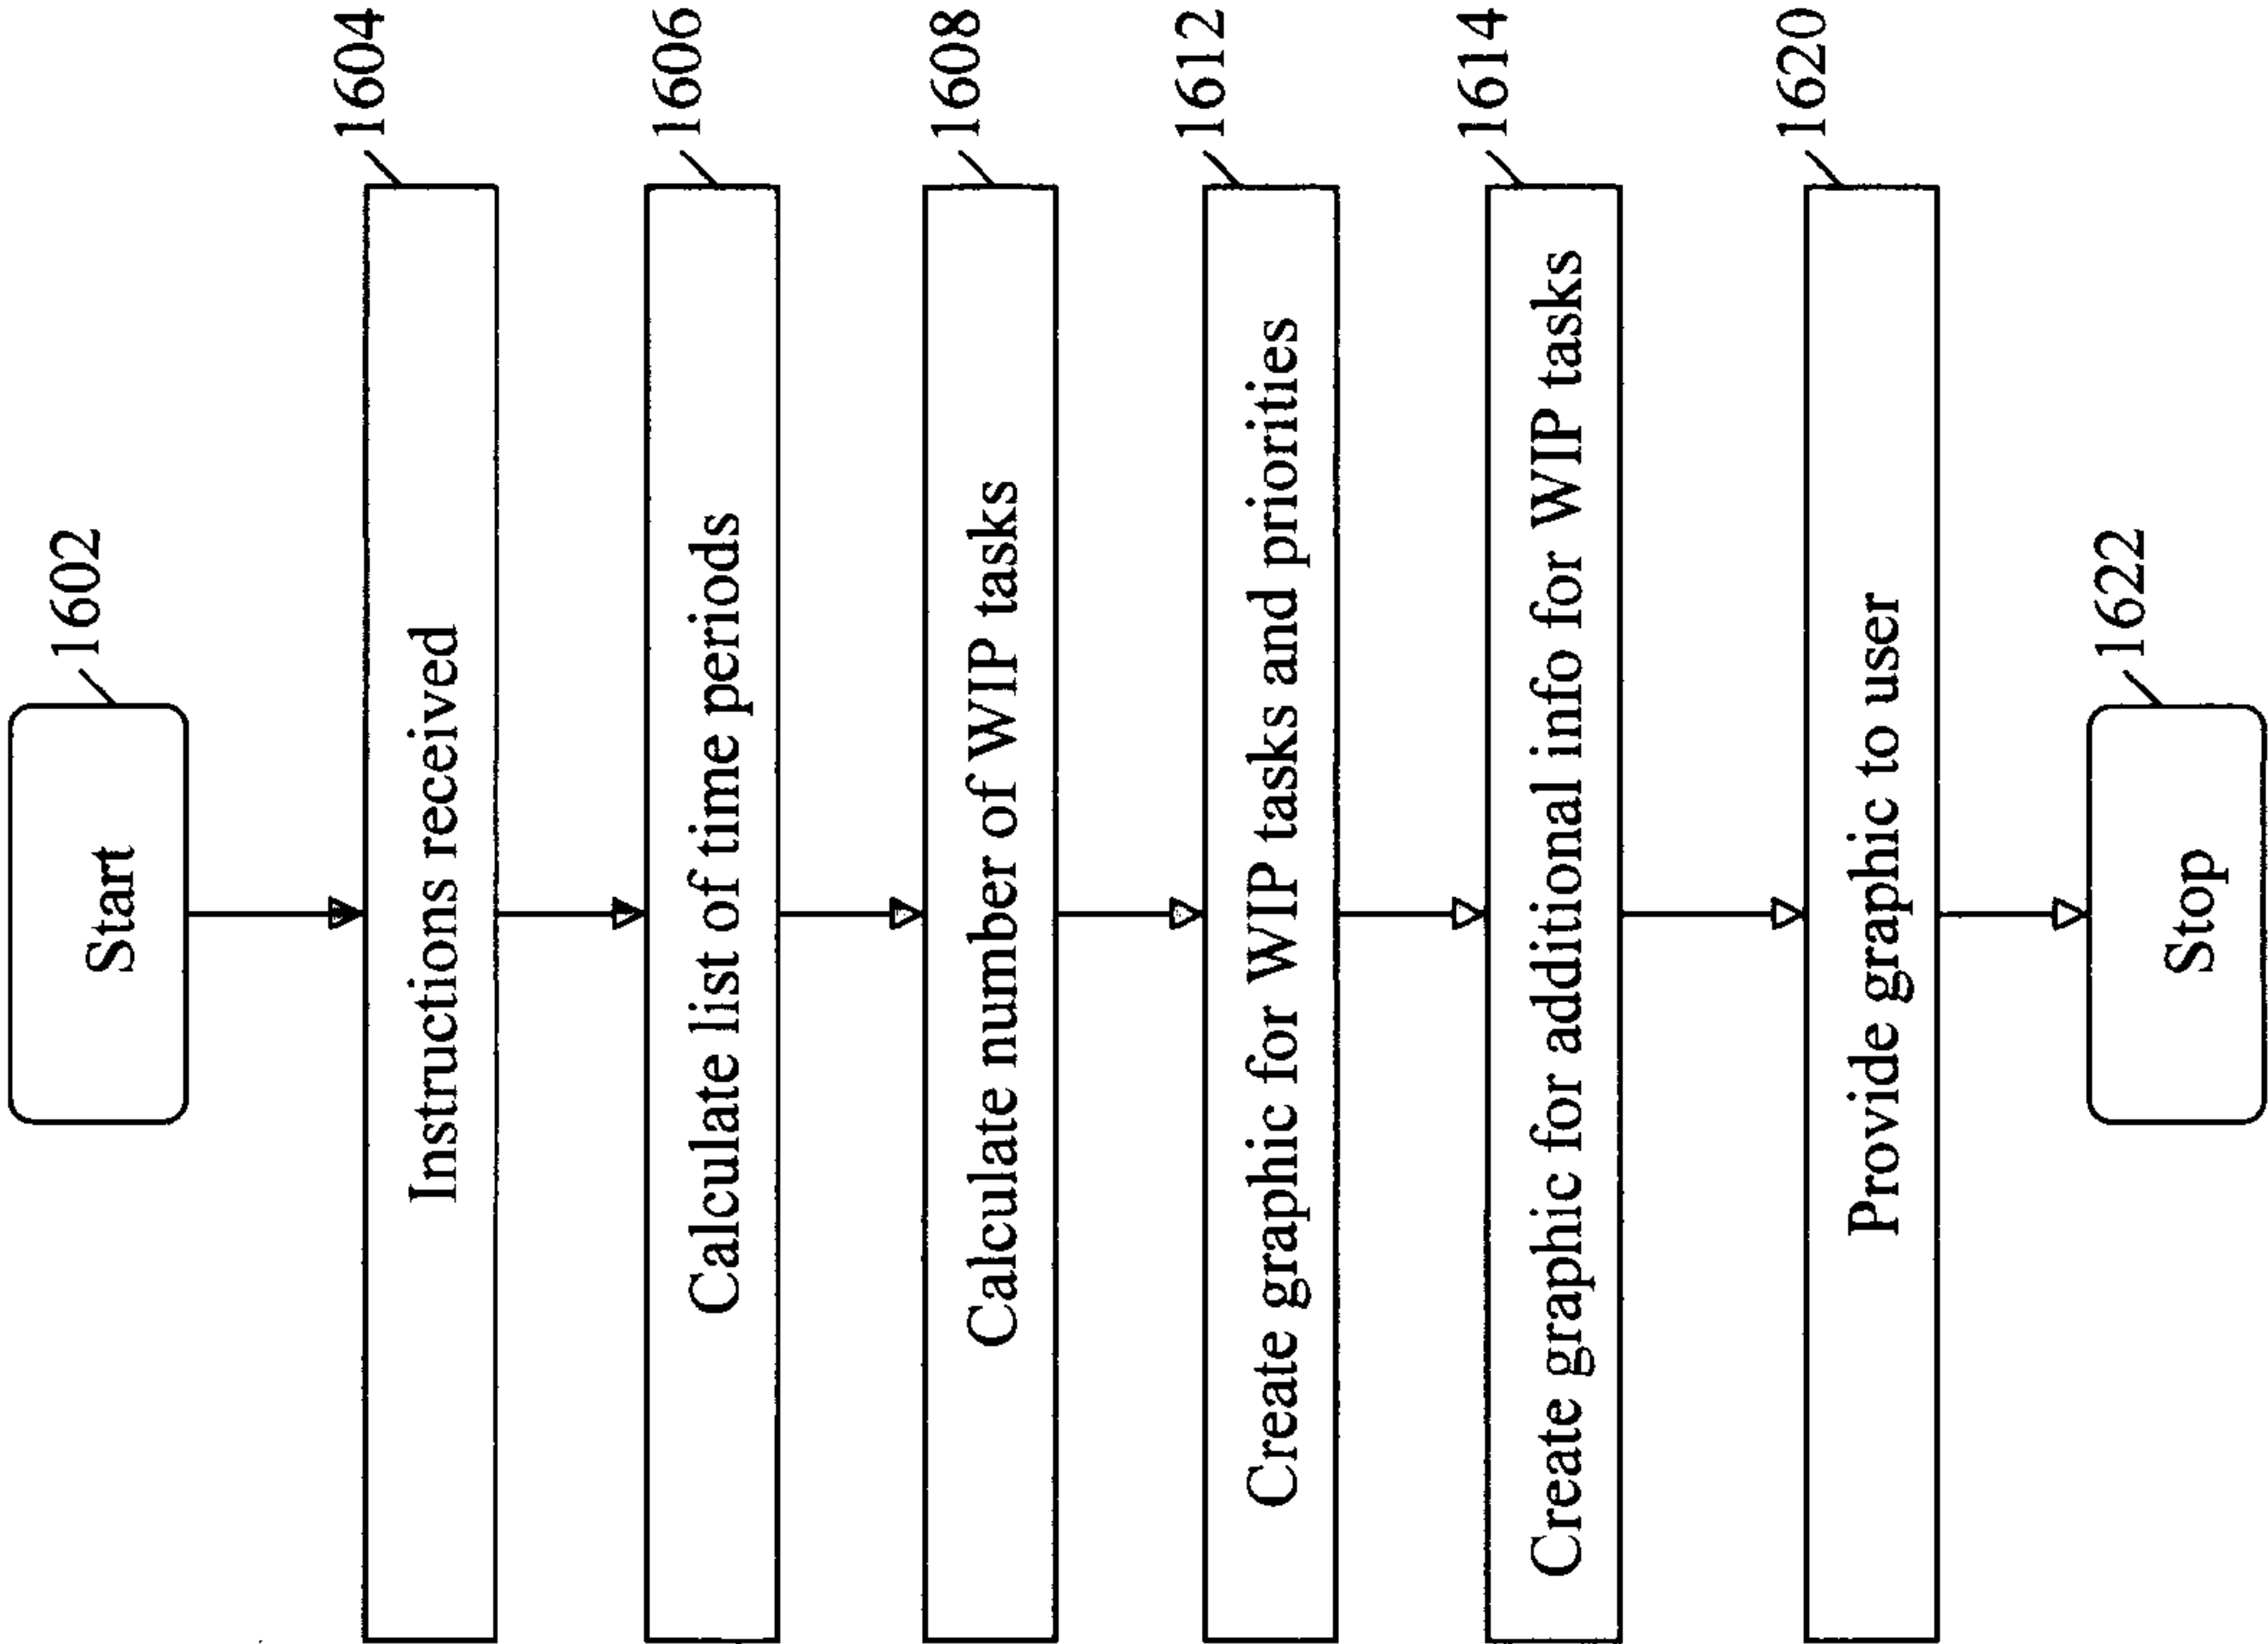 Start
1602
Instructions received
1604
Calculate list of time periods
1606
Calculate number of WIP tasks
1608
Create graphic for WIP tasks and priorities
1612
Create graphic for additional info for WIP tasks
1614
Provide graphic to user
1620
Stop
1622